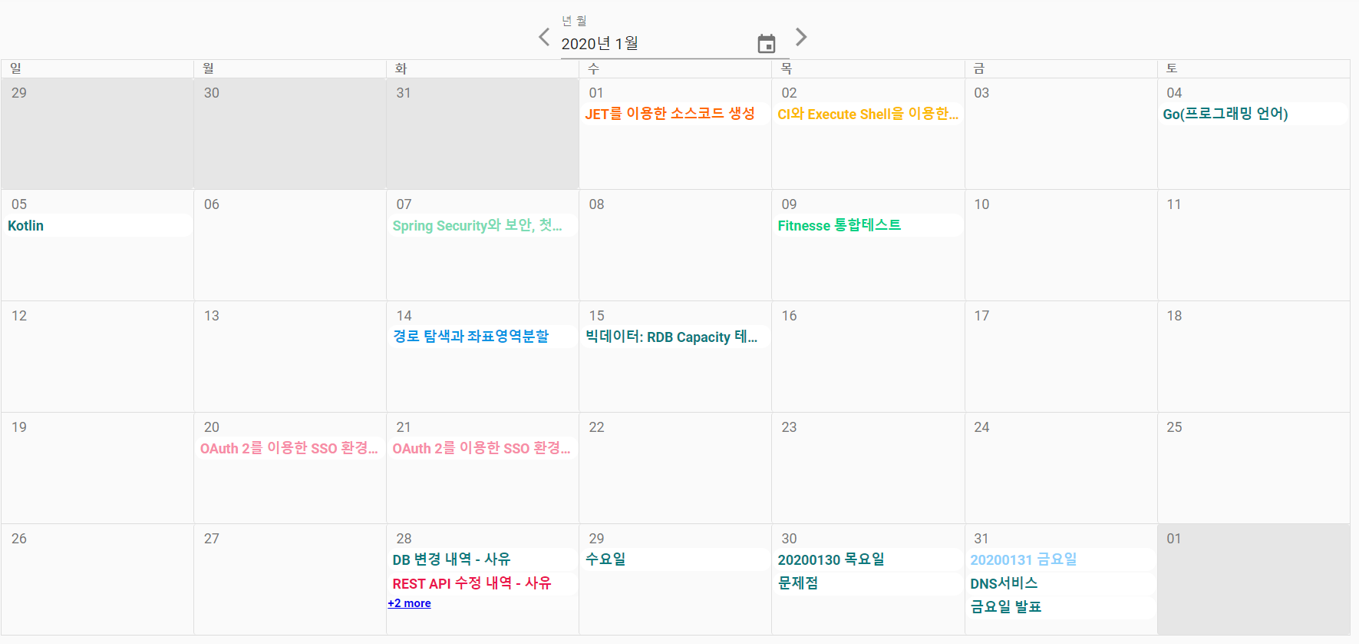 년 월
2020년 1월
일 월 화 수 목 금 토
29 30 31 01 02 03 04
JET를 이용한 소스코드 생성 CI와 Execute Shell을 이용한... Go(프로그래밍 언어)
05 06 07 08 09 10 11
Kotlin Spring Security와 보안, 첫... Fitnesse 통합테스트
12 13 14 15 16 17 18
경로 탐색과 좌표영역분할 빅데이터: RDB Capacity 테...
19 20 21 22 23 24 25
OAuth 2를 이용한 SSO 환경... OAuth 2를 이용한 SSO 환경...
26 27 28 29 30 31 01
DB 변경 내역 - 사유 수요일 20200130 목요일 20200131 금요일
REST API 수정 내역 - 사유 문제점 DNS서비스
+2 more 금요일 발표